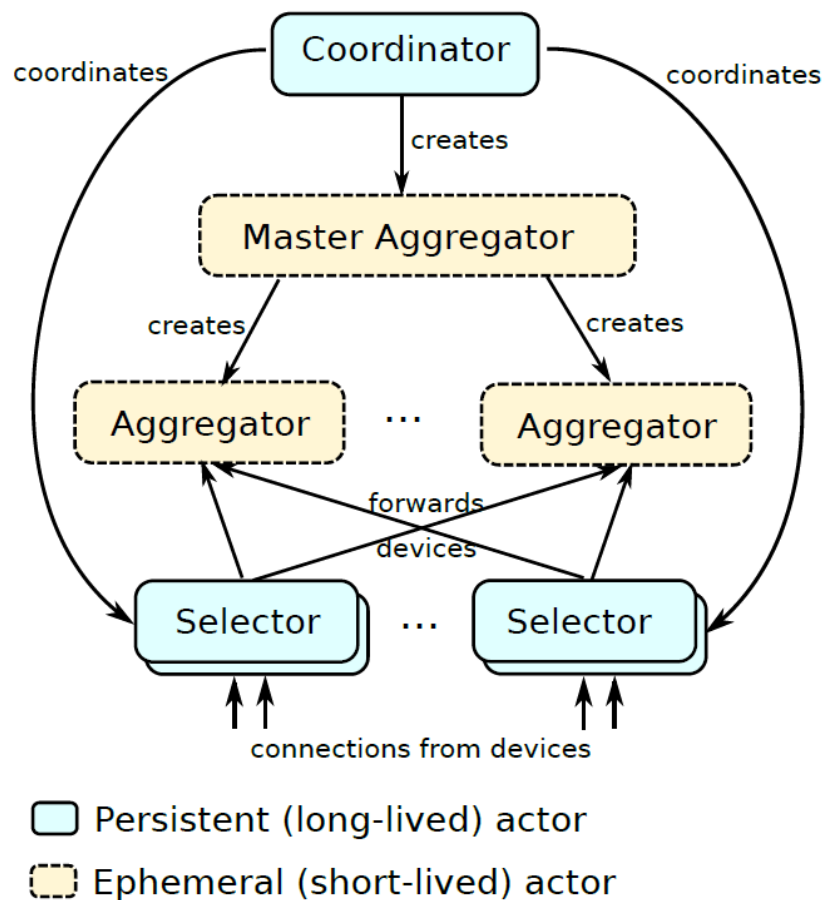 Coordinator
coordinates
coordinates
creates
Master Aggregator
creates
creates
Aggregator
...
Aggregator
forwards
devices
Selector
...
Selector
connections from devices
Persistent (long-lived) actor
Ephemeral (short-lived) actor